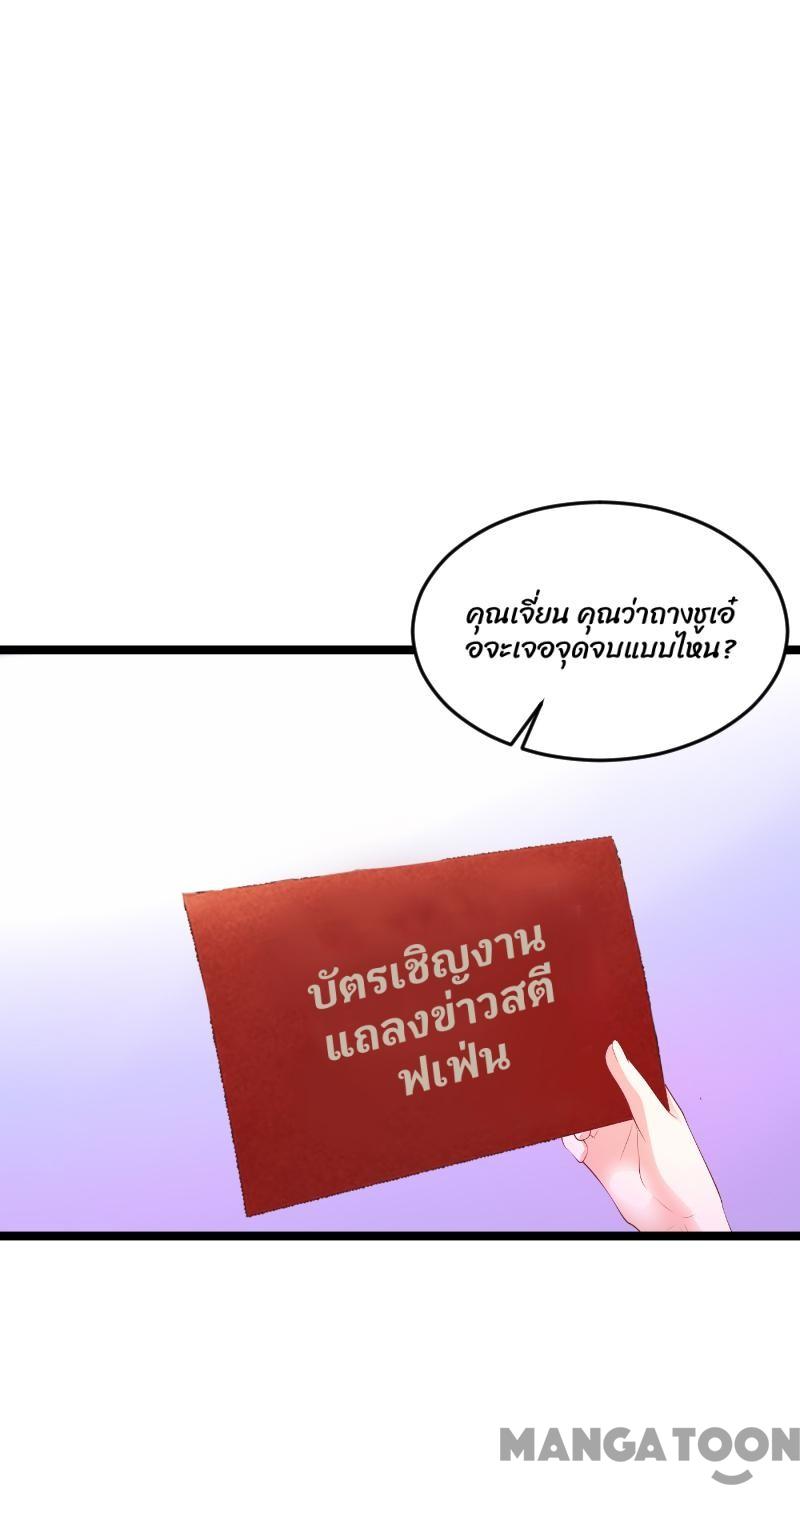 คุณเจี่ยน คุณว่าถางชูเอ๋
อจะเจอจุดจบแบบไหน?
บัตรเชิญงาน
แถลงข่าวสตี
ฟเฟ่น
MANGATOON